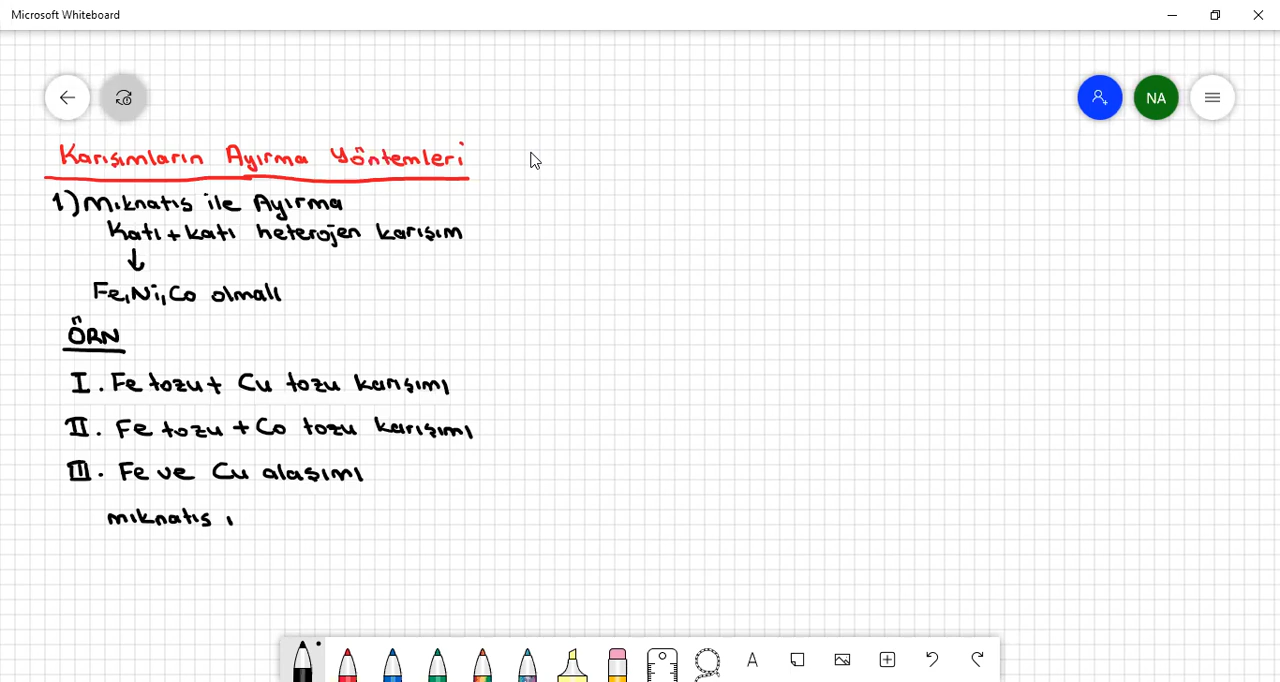 Microsoft Whiteboard
NA
Karışımların Ayırma Yöntemleri
1) Mıknatıs ile Ayırma
Katı + katı heterojen karışım
↓
Fe, Ni, Co olmalı
ÖRN
I. Fe tozu + Cu tozu karışımı
II. Fe tozu + Co tozu karışımı
III. Fe ve Cu alaşımı
mıknatıs ı
A